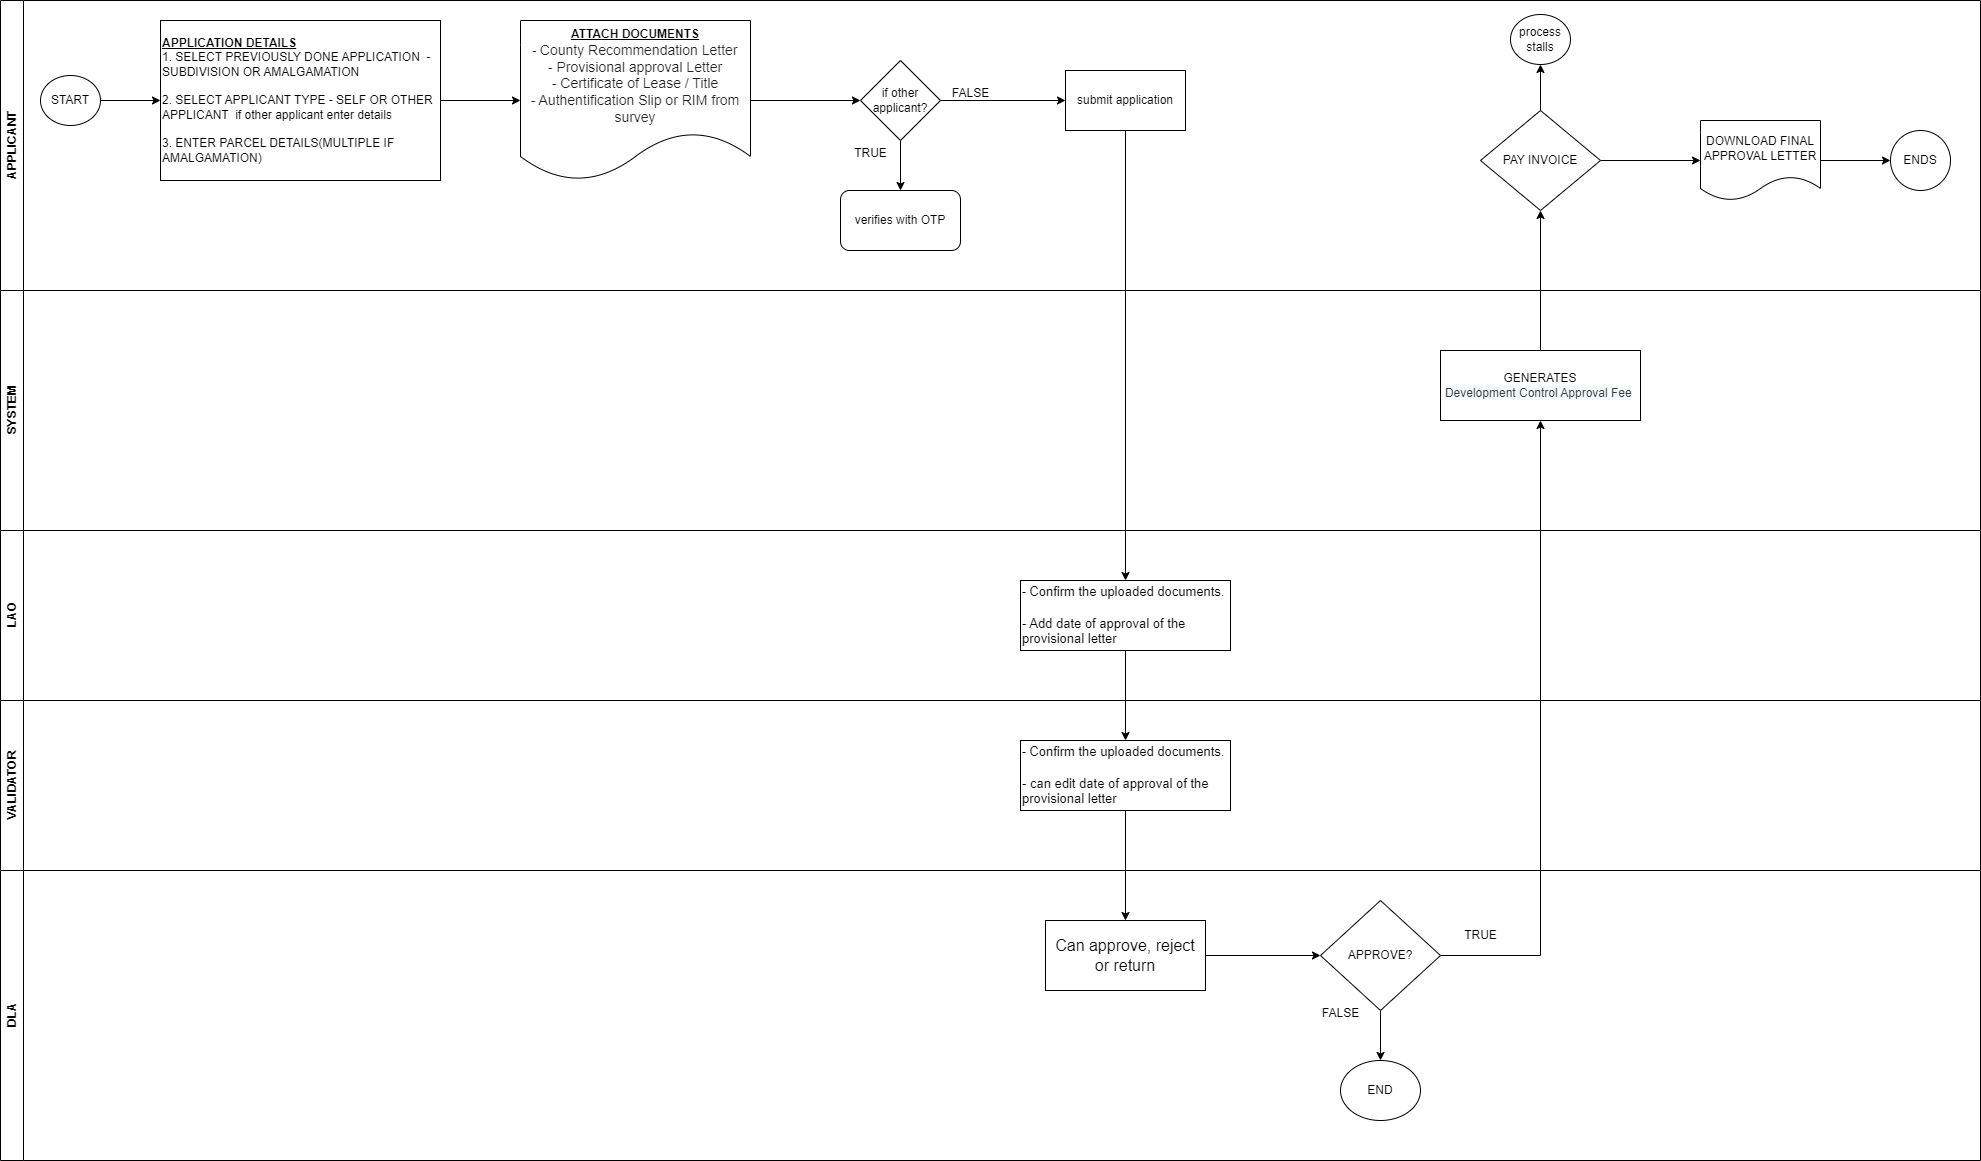 APPLICANT
START
APPLICATION DETAILS
1. SELECT PREVIOUSLY DONE APPLICATION -
SUBDIVISION OR AMALGAMATION
2. SELECT APPLICANT TYPE - SELF OR OTHER
APPLICANT if other applicant enter details
3. ENTER PARCEL DETAILS(MULTIPLE IF
AMALGAMATION)
ATTACH DOCUMENTS
- County Recommendation Letter
- Provisional approval Letter
- Certificate of Lease / Title
- Authentification Slip or RIM from
survey
if other
applicant?
FALSE
TRUE
verifies with OTP
submit application
process
stalls
PAY INVOICE
DOWNLOAD FINAL
APPROVAL LETTER
ENDS
SYSTEM
GENERATES
Development Control Approval Fee
LAO
- Confirm the uploaded documents.
- Add date of approval of the
provisional letter
VALIDATOR
- Confirm the uploaded documents.
- can edit date of approval of the
provisional letter
DLA
Can approve, reject
or return
APPROVE?
TRUE
FALSE
END